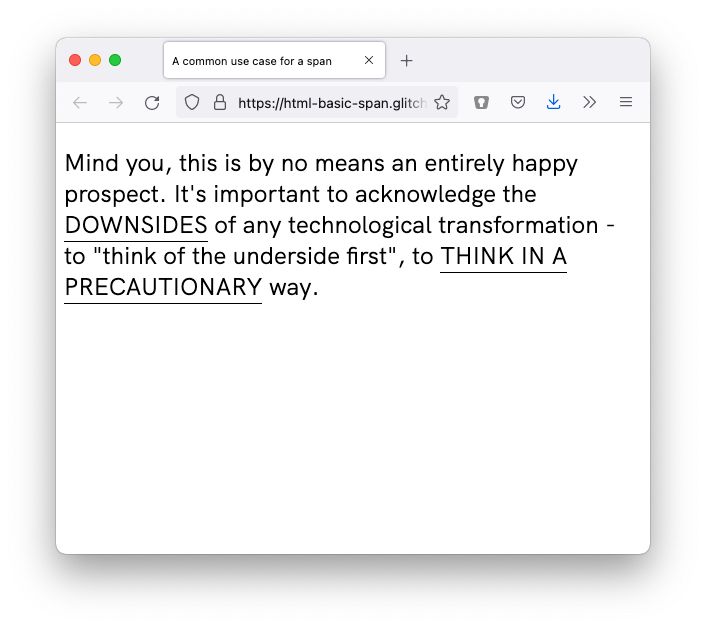 A common use case for a span
https://html-basic-span.glitch
Mind you, this is by no means an entirely happy
prospect. It's important to acknowledge the
DOWNSIDES of any technological transformation -
to "think of the underside first", to THINK IN A
PRECAUTIONARY way.